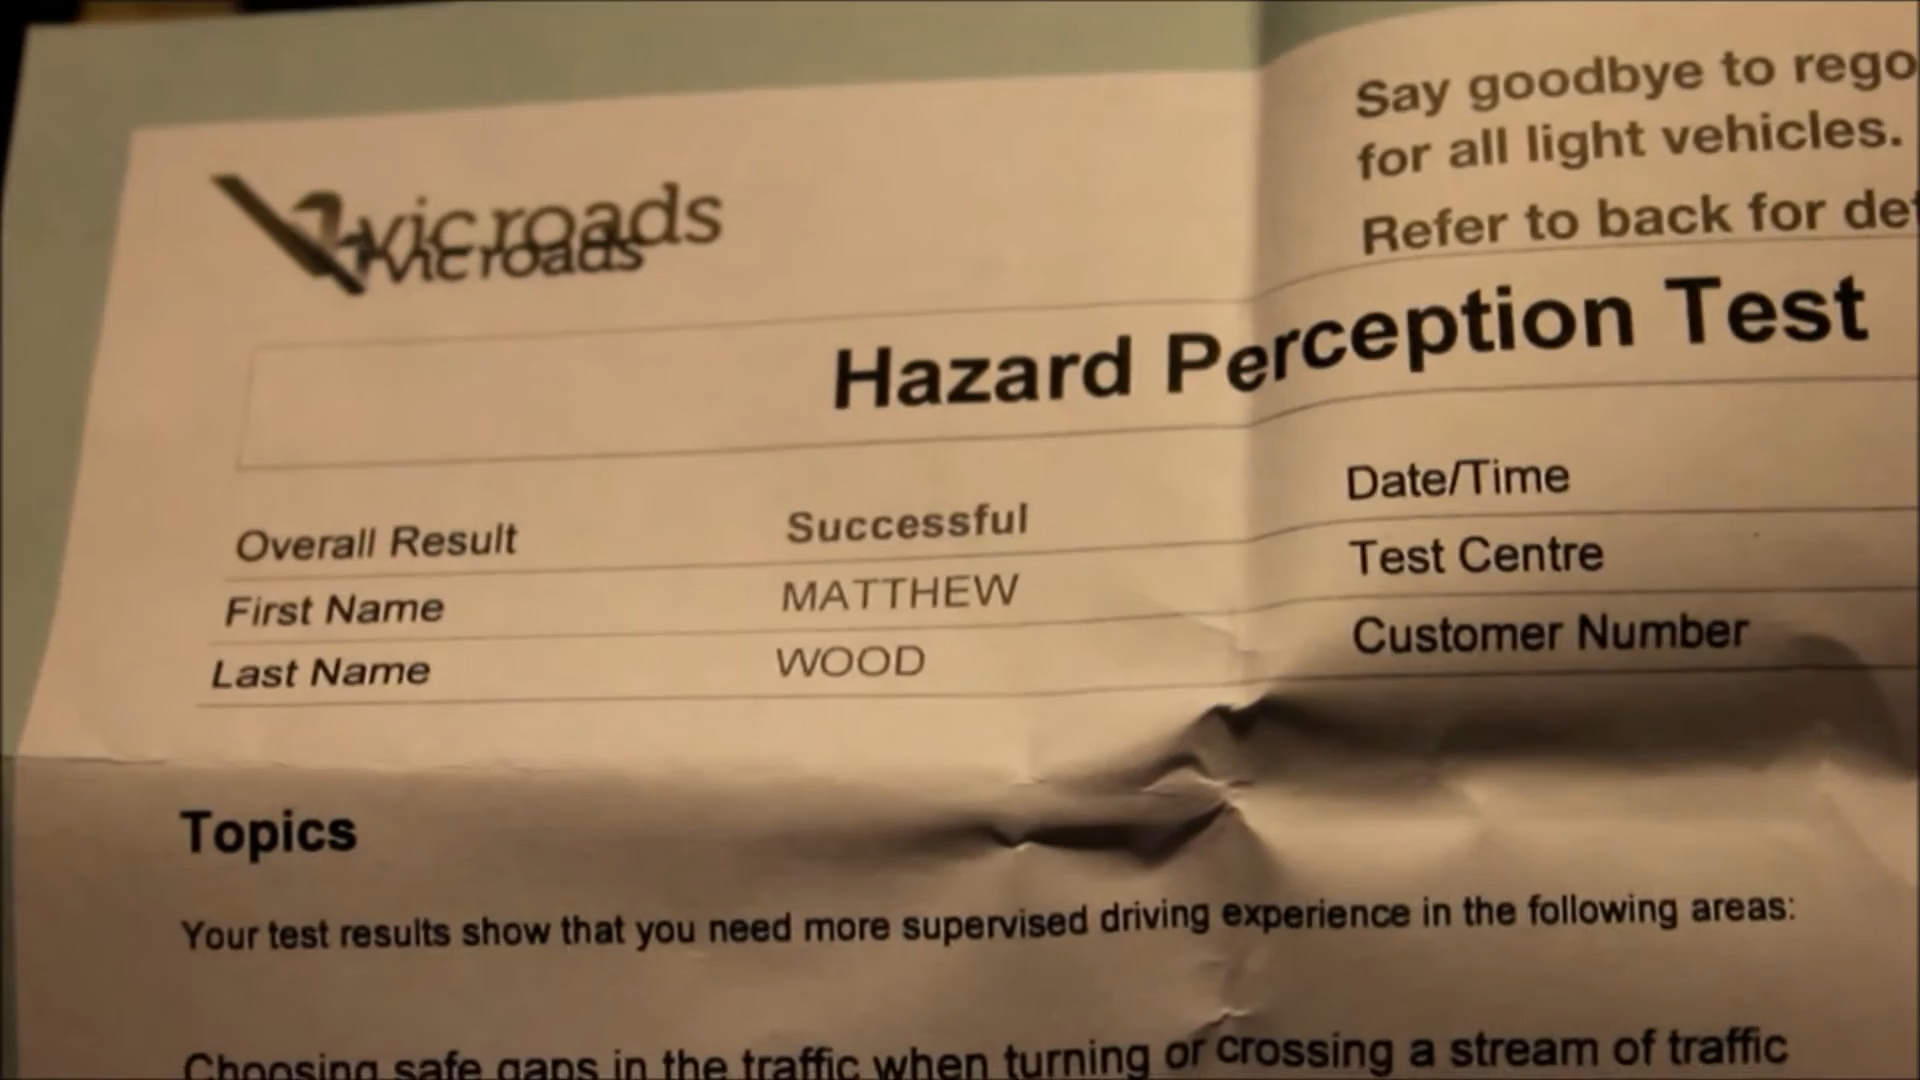 vicroads
vicroads
Say goodbye to rego
for all light vehicles.
Refer to back for
Hazard Perception Test
Overall Result Successful
First Name MATTHEW
Last Name WOOD
Date/Time
Test Centre
Customer Number
Topics
Your test results show that you need more supervised driving experience in the following areas:
Choosing safe gaps in the traffic when turning or crossing a stream of traffic